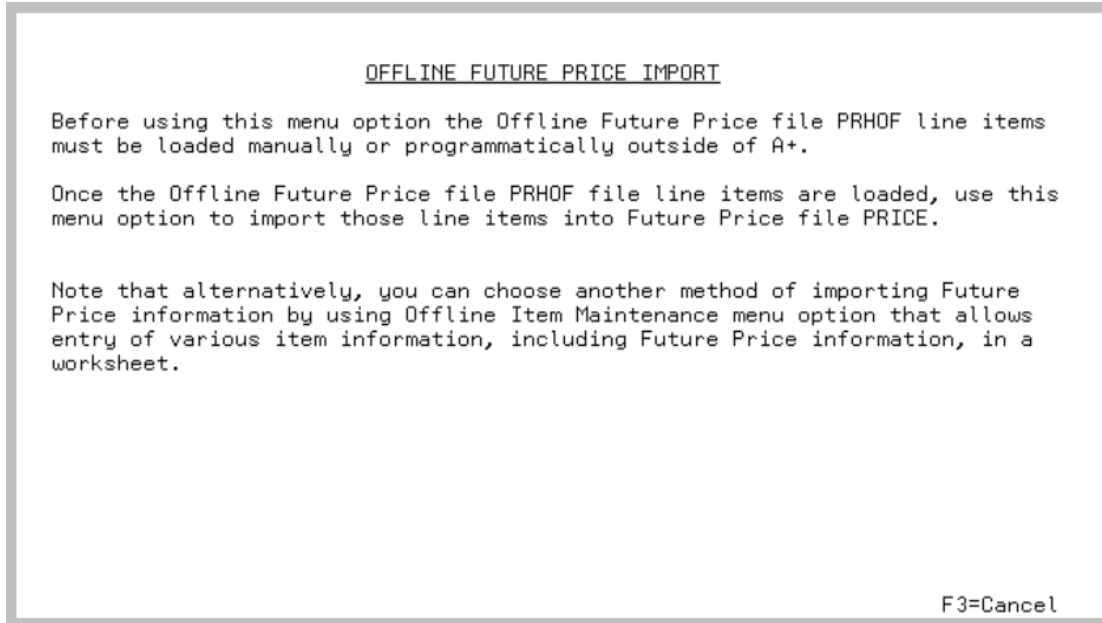 OFFLINE FUTURE PRICE IMPORT
Before using this menu option the Offline Future Price file PRHOF line items
must be loaded manually or programmatically outside of A+.
Once the Offline Future Price file PRHOF file line items are loaded, use this
menu option to import those line items into Future Price file PRICE.
Note that alternatively, you can choose another method of importing Future
Price information by using Offline Item Maintenance menu option that allows
entry of various item information, including Future Price information, in a
worksheet.
F3=Cancel